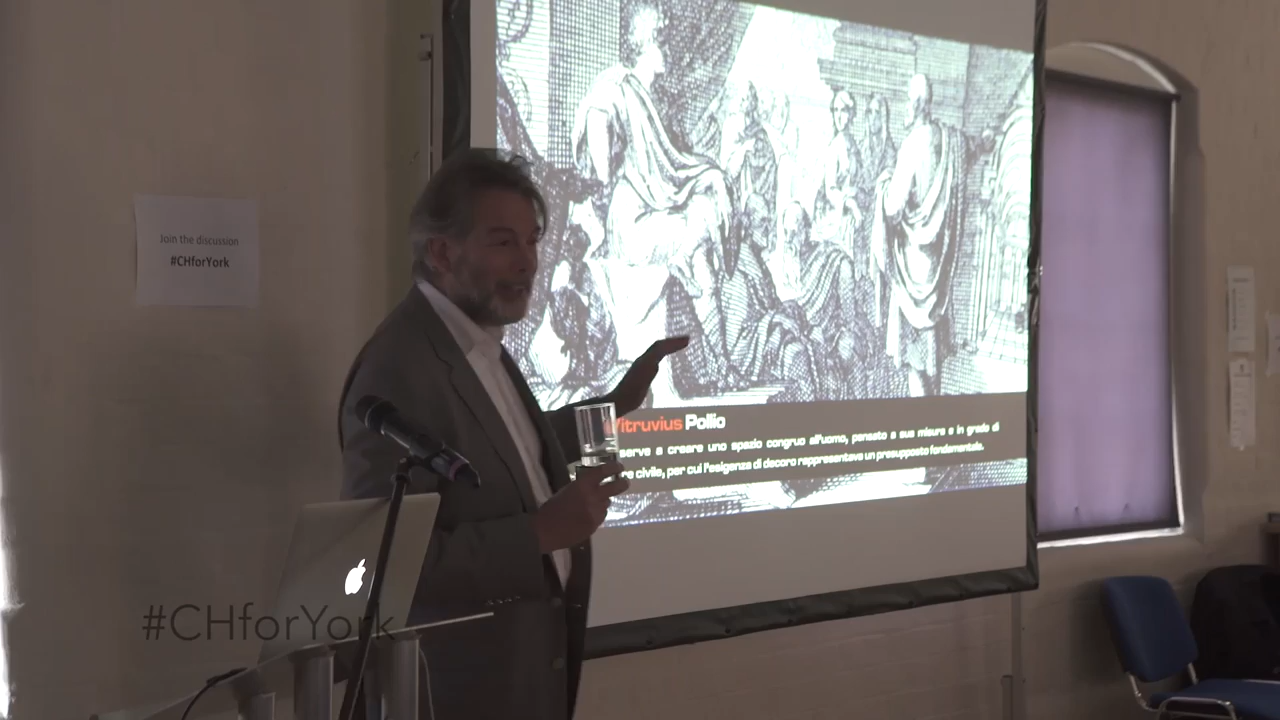 Join the discussion
#CHforYork
Vitruvius Pollio
serve a creare uno spazio congruo all'uomo, pensato a sua misura e in grado di
re civile, per cui l'esigenza di decoro rappresentava un presupposto fondamentale.
#CHforYork